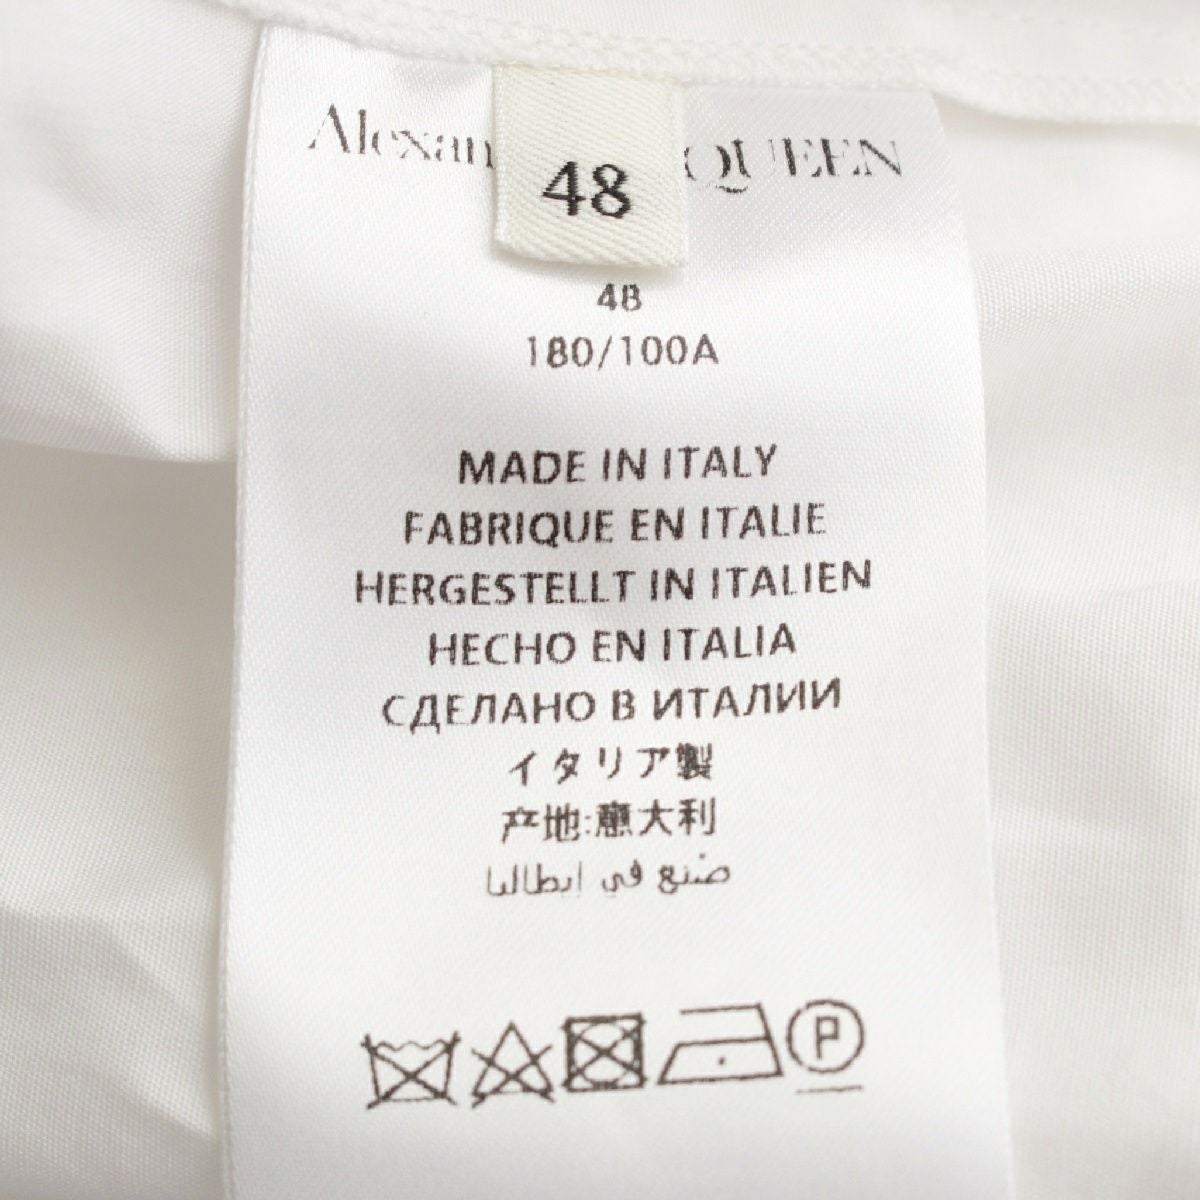 Alexan QUEEN
48
48
180/100A
MADE IN ITALY
FABRIQUE EN ITALIE
HERGESTELLT IN ITALIEN
HECHO EN ITALIA
СДЕЛАНО В ИТАЛИИ
イタリア製
产地:意大利
صنع في إيطاليا
P